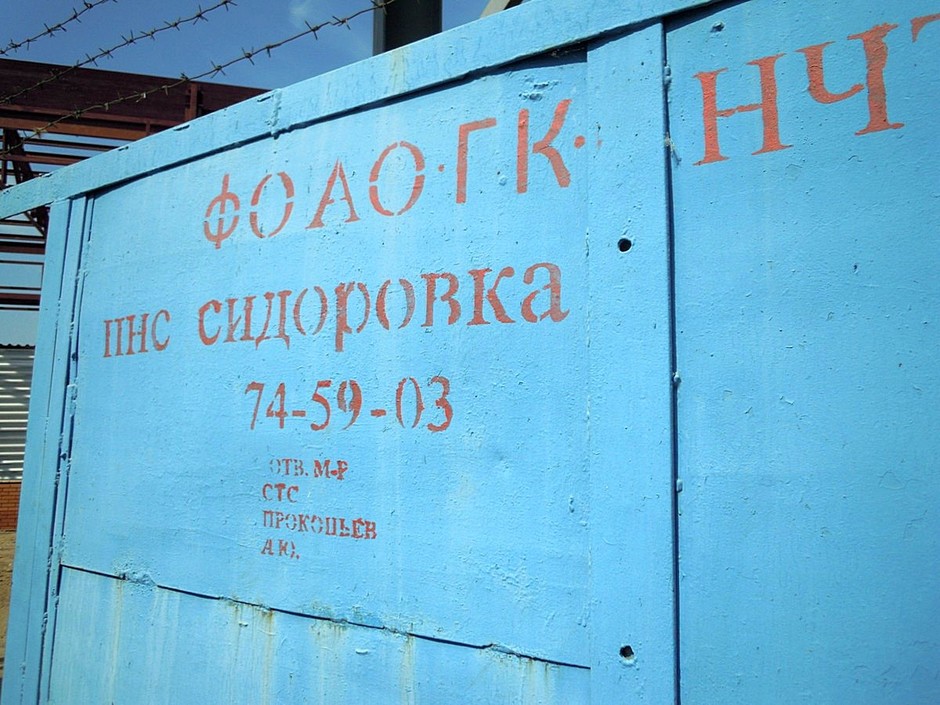 ФОАО·ГК·НЧ
ПНС СИДОРОВКА
74-59-03
ОТВ. М-Р
СТС
ПРОКОПЬЕВ
А Ю.